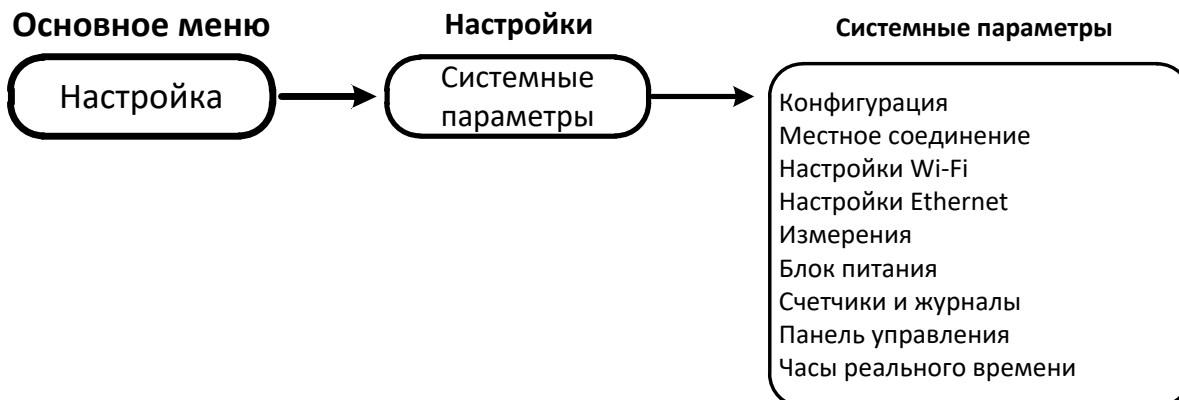 Основное меню
Настройки
Системные параметры
Настройка
Системные
параметры
Конфигурация
Местное соединение
Настройки Wi-Fi
Настройки Ethernet
Измерения
Блок питания
Счетчики и журналы
Панель управления
Часы реального времени